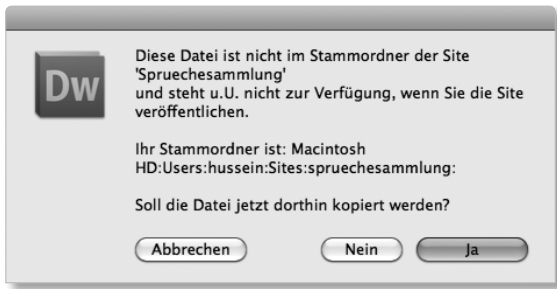 Dw
Diese Datei ist nicht im Stammordner der Site
'Spruechesammlung'
und steht u.U. nicht zur Verfügung, wenn Sie die Site
veröffentlichen.
Ihr Stammordner ist: Macintosh
HD:Users:hussein:Sites:spruechesammlung:
Soll die Datei jetzt dorthin kopiert werden?
Abbrechen Nein Ja